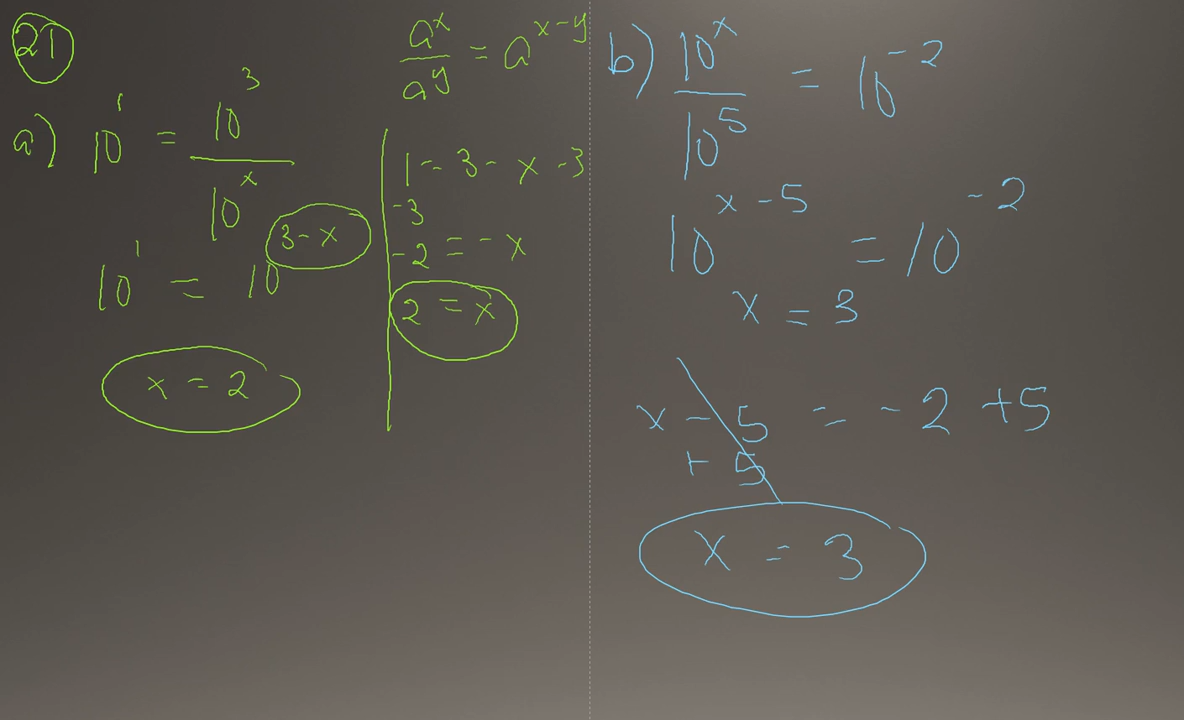 21
a^x / a^y = a^(x-y)
a) 10^1 = 10^3 / 10^x
10^1 = 10^(3-x)
x = 2
1 = 3 - x - 3
-3
-2 = -x
2 = x
b) 10^x / 10^5 = 10^-2
10^(x-5) = 10^-2
x = 3
x - 5 = -2 + 5
+ 5
x = 3